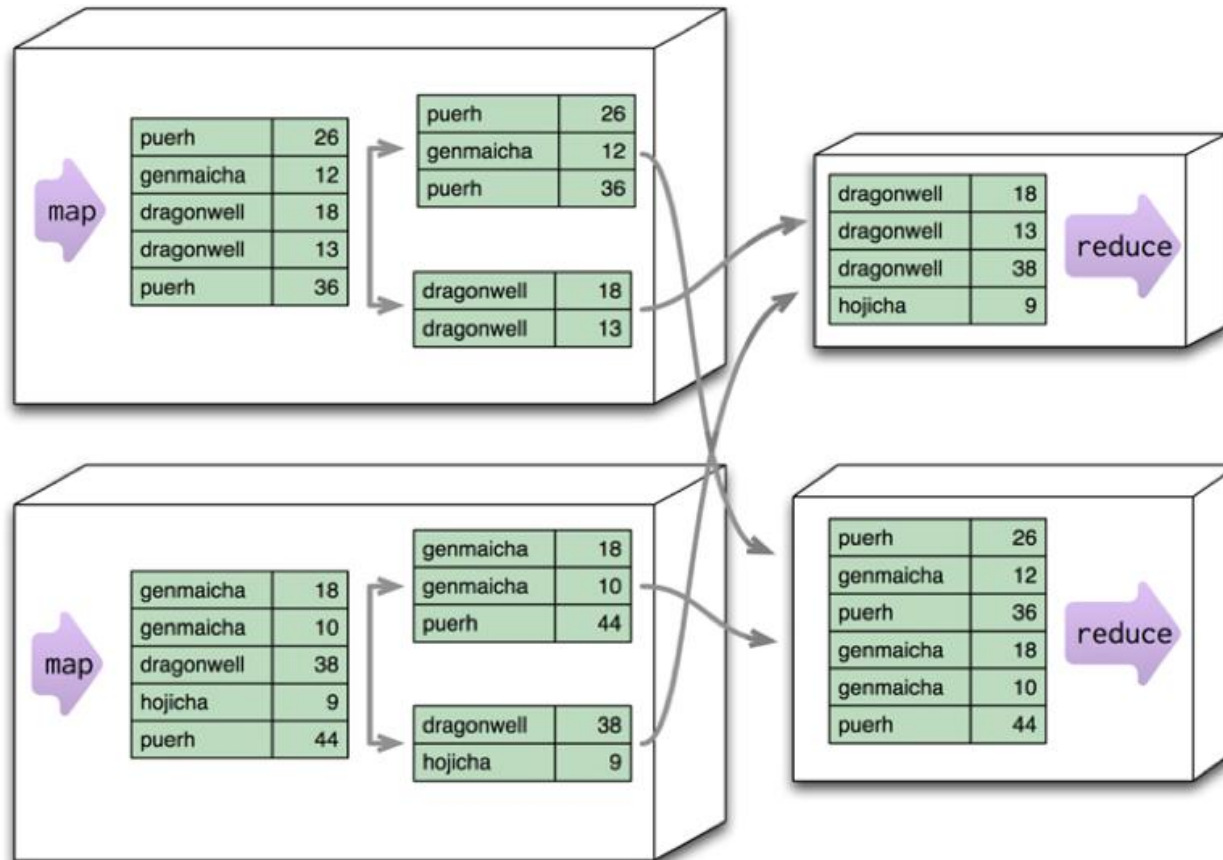 map
puerh 26
genmaicha 12
dragonwell 18
dragonwell 13
puerh 36
puerh 26
genmaicha 12
puerh 36
dragonwell 18
dragonwell 13
dragonwell 18
dragonwell 13
dragonwell 38
hojicha 9
reduce
map
genmaicha 18
genmaicha 10
dragonwell 38
hojicha 9
puerh 44
genmaicha 18
genmaicha 10
puerh 44
dragonwell 38
hojicha 9
puerh 26
genmaicha 12
puerh 36
genmaicha 18
genmaicha 10
puerh 44
reduce